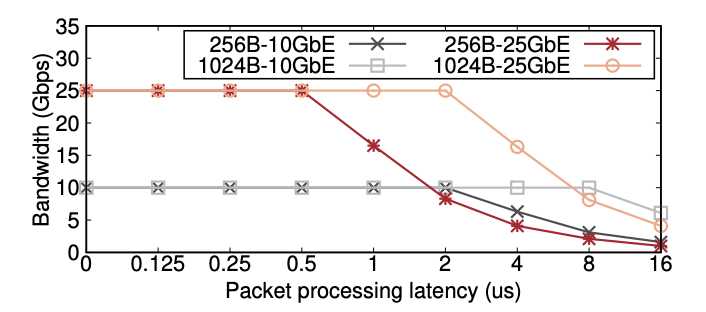 35
30
25
20
15
10
5
0
Bandwidth (Gbps)
256B-10GbE 256B-25GbE
1024B-10GbE 1024B-25GbE
0 0.125 0.25 0.5 1 2 4 8 16
Packet processing latency (us)